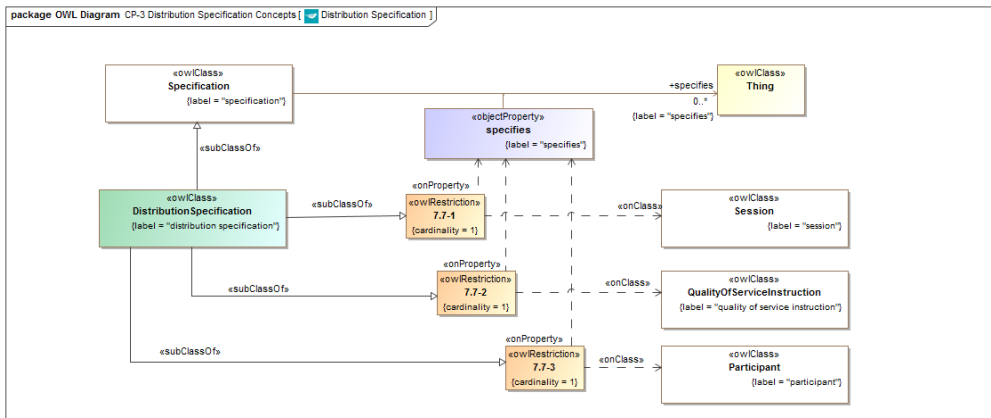 package OWL Diagram CP-3 Distribution Specification Concepts [ Distribution Specification ]
«owlClass»
Specification
{label = "specification"}
+specifies
0..*
{label = "specifies"}
«owlClass»
Thing
«objectProperty»
specifies
{label = "specifies"}
«subClassOf»
«owlClass»
DistributionSpecification
{label = "distribution specification"}
«subClassOf»
«onProperty»
«owlRestriction»
7.7-1
{cardinality = 1}
«onClass»
«owlClass»
Session
{label = "session"}
«subClassOf»
«onProperty»
«owlRestriction»
7.7-2
{cardinality = 1}
«onClass»
«owlClass»
QualityOfServiceInstruction
{label = "quality of service instruction"}
«subClassOf»
«onProperty»
«owlRestriction»
7.7-3
{cardinality = 1}
«onClass»
«owlClass»
Participant
{label = "participant"}